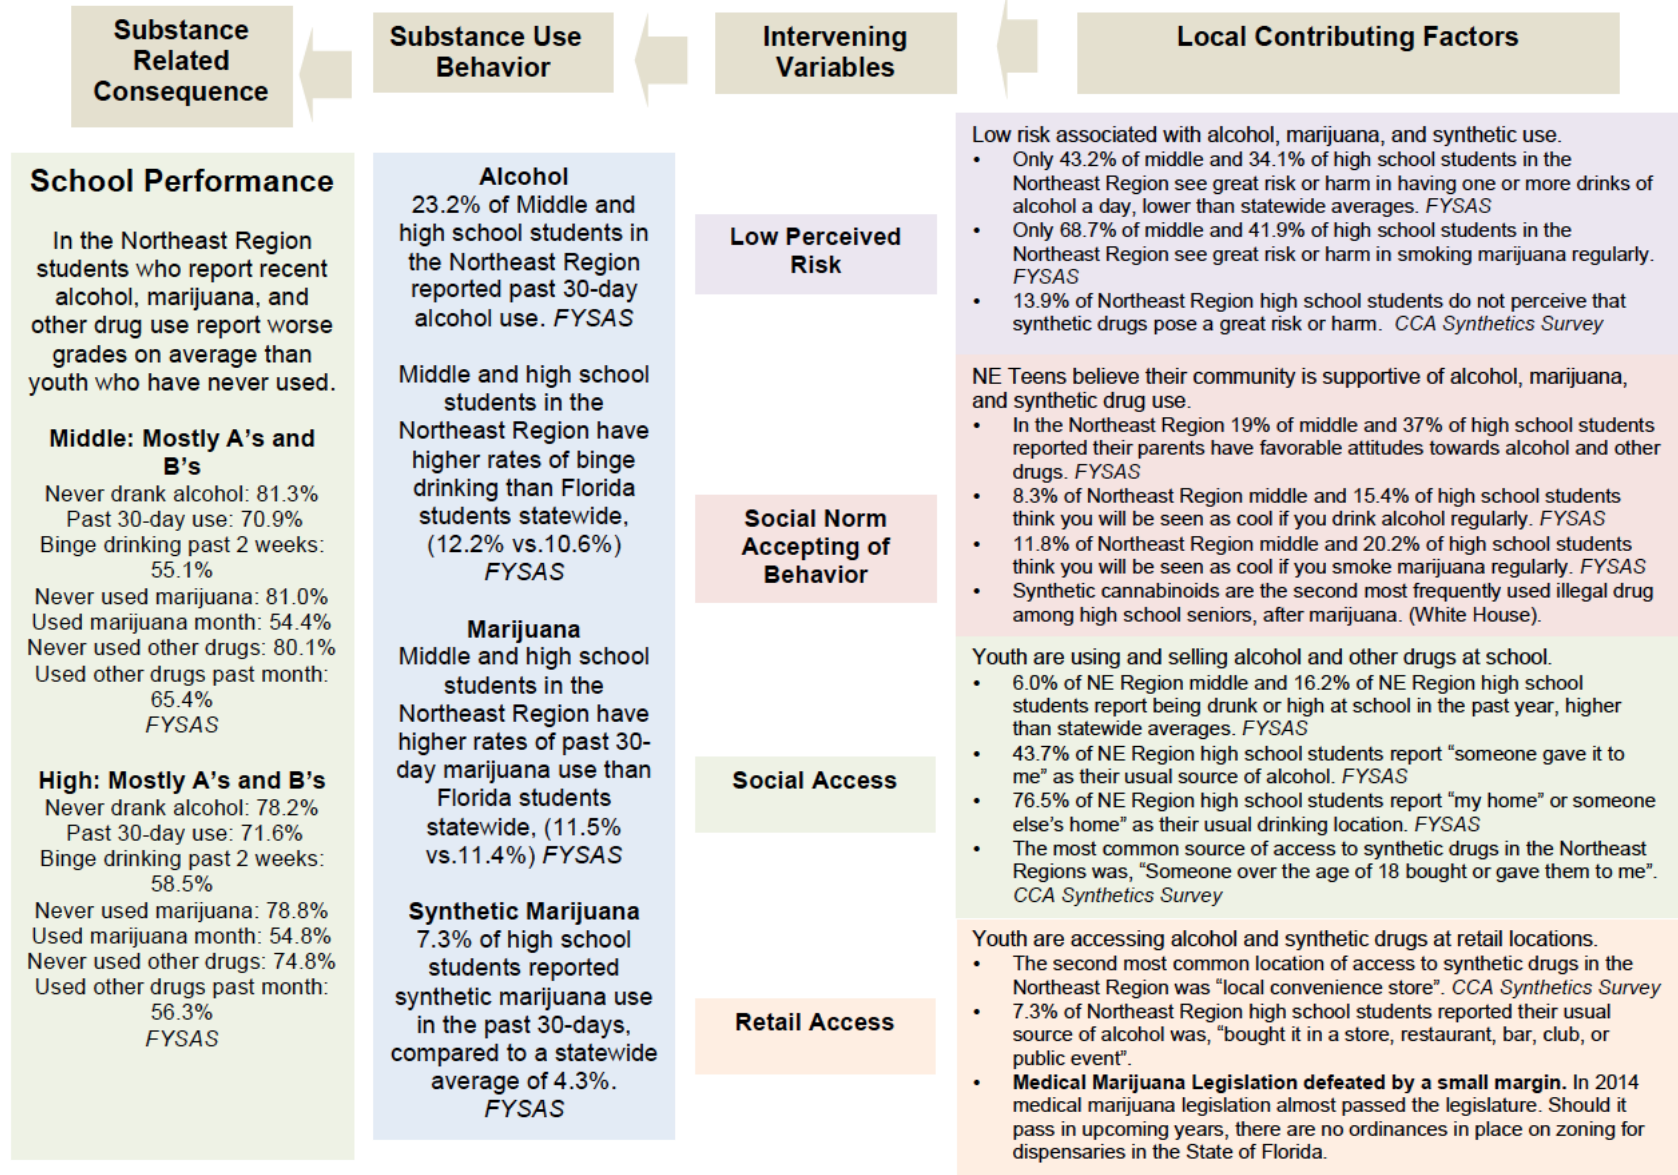 Substance
Related
Consequence
Substance Use
Behavior
Intervening
Variables
Local Contributing Factors
School Performance
In the Northeast Region
students who report recent
alcohol, marijuana, and
other drug use report worse
grades on average than
youth who have never used.
Middle: Mostly A's and
B's
Never drank alcohol: 81.3%
Past 30-day use: 70.9%
Binge drinking past 2 weeks:
55.1%
Never used marijuana: 81.0%
Used marijuana month: 54.4%
Never used other drugs: 80.1%
Used other drugs past month:
65.4%
FYSAS
High: Mostly A's and B's
Never drank alcohol: 78.2%
Past 30-day use: 71.6%
Binge drinking past 2 weeks:
58.5%
Never used marijuana: 78.8%
Used marijuana month: 54.8%
Never used other drugs: 74.8%
Used other drugs past month:
56.3%
FYSAS
Alcohol
23.2% of Middle and
high school students in
the Northeast Region
reported past 30-day
alcohol use. FYSAS
Middle and high school
students in the
Northeast Region have
higher rates of binge
drinking than Florida
students statewide,
(12.2% vs.10.6%)
FYSAS
Marijuana
Middle and high school
students in the
Northeast Region have
higher rates of past 30-
day marijuana use than
Florida students
statewide, (11.5%
vs.11.4%) FYSAS
Synthetic Marijuana
7.3% of high school
students reported
synthetic marijuana use
in the past 30-days,
compared to a statewide
average of 4.3%.
FYSAS
Low Perceived
Risk
Social Norm
Accepting of
Behavior
Social Access
Retail Access
Low risk associated with alcohol, marijuana, and synthetic use.
• Only 43.2% of middle and 34.1% of high school students in the
Northeast Region see great risk or harm in having one or more drinks of
alcohol a day, lower than statewide averages. FYSAS
• Only 68.7% of middle and 41.9% of high school students in the
Northeast Region see great risk or harm in smoking marijuana regularly.
FYSAS
• 13.9% of Northeast Region high school students do not perceive that
synthetic drugs pose a great risk or harm. CCA Synthetics Survey
NE Teens believe their community is supportive of alcohol, marijuana,
and synthetic drug use.
• In the Northeast Region 19% of middle and 37% of high school students
reported their parents have favorable attitudes towards alcohol and other
drugs. FYSAS
• 8.3% of Northeast Region middle and 15.4% of high school students
think you will be seen as cool if you drink alcohol regularly. FYSAS
• 11.8% of Northeast Region middle and 20.2% of high school students
think you will be seen as cool if you smoke marijuana regularly. FYSAS
• Synthetic cannabinoids are the second most frequently used illegal drug
among high school seniors, after marijuana. (White House).
Youth are using and selling alcohol and other drugs at school.
• 6.0% of NE Region middle and 16.2% of NE Region high school
students report being drunk or high at school in the past year, higher
than statewide averages. FYSAS
• 43.7% of NE Region high school students report “someone gave it to
me” as their usual source of alcohol. FYSAS
• 76.5% of NE Region high school students report “my home” or someone
else's home” as their usual drinking location. FYSAS
• The most common source of access to synthetic drugs in the Northeast
Regions was, “Someone over the age of 18 bought or gave them to me”.
CCA Synthetics Survey
Youth are accessing alcohol and synthetic drugs at retail locations.
• The second most common location of access to synthetic drugs in the
Northeast Region was “local convenience store”. CCA Synthetics Survey
• 7.3% of Northeast Region high school students reported their usual
source of alcohol was, “bought it in a store, restaurant, bar, club, or
public event”.
• Medical Marijuana Legislation defeated by a small margin. In 2014
medical marijuana legislation almost passed the legislature. Should it
pass in upcoming years, there are no ordinances in place on zoning for
dispensaries in the State of Florida.